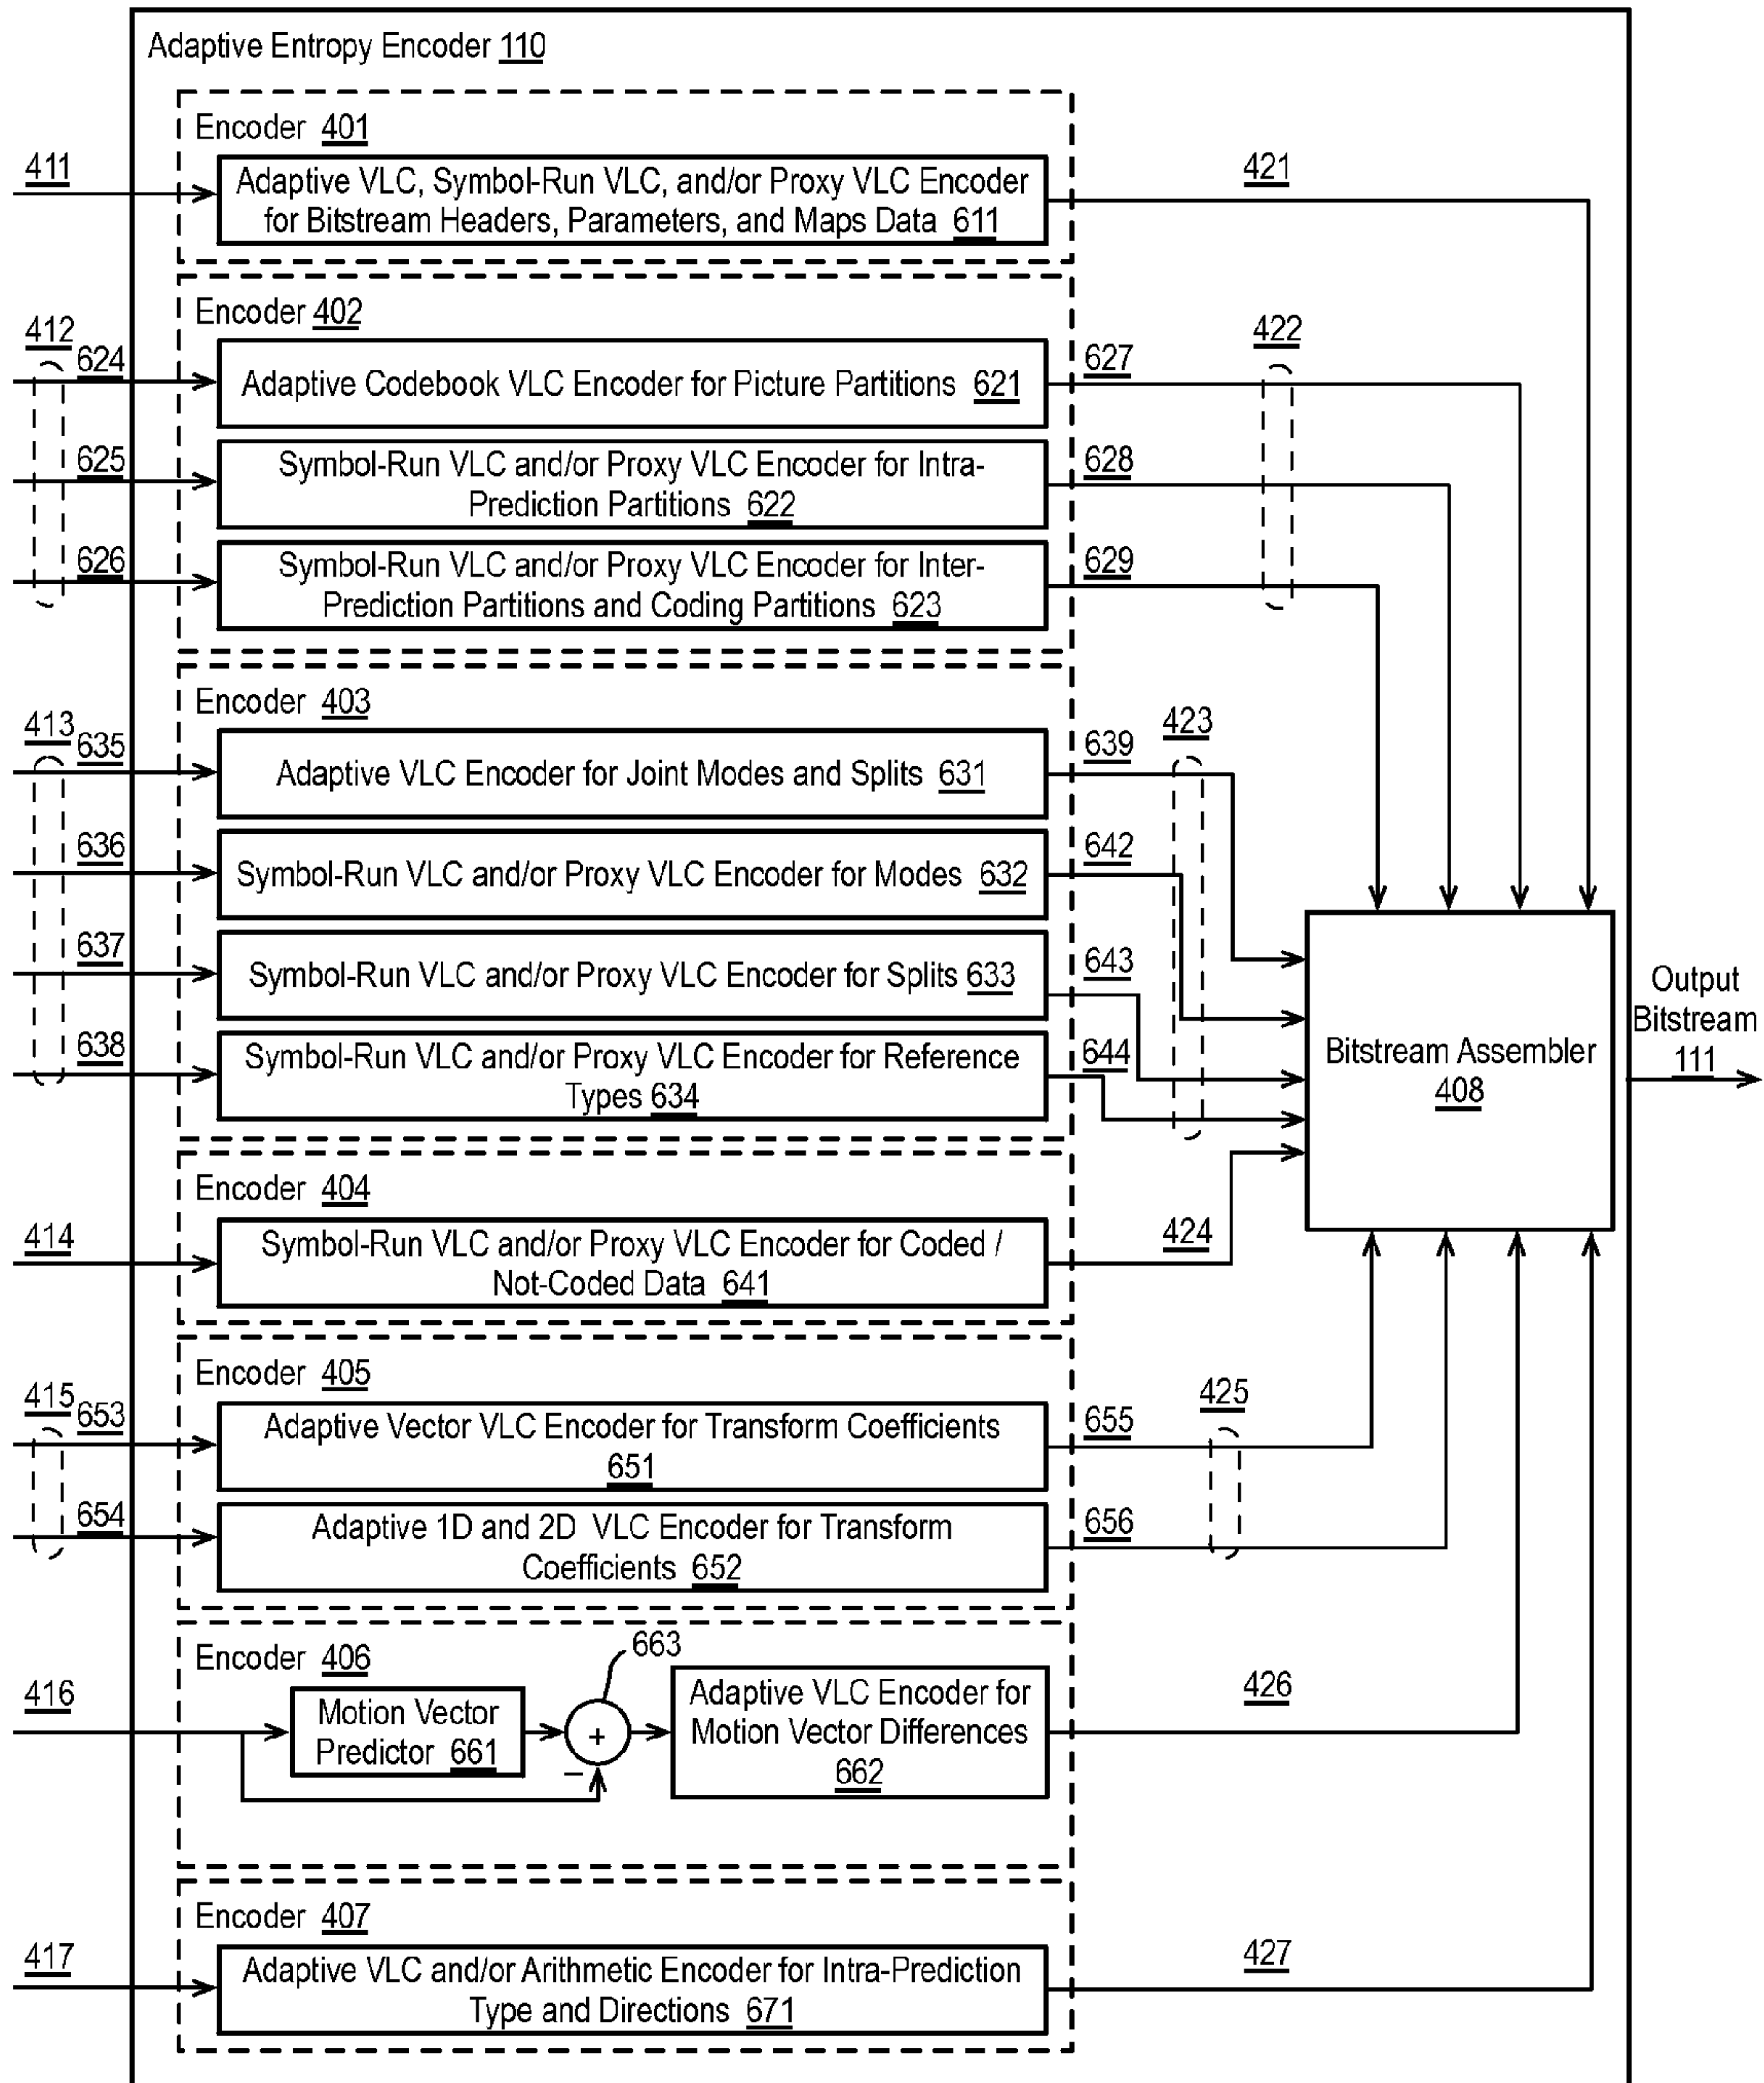 Adaptive Entropy Encoder 110
Encoder 401
411
Adaptive VLC, Symbol-Run VLC, and/or Proxy VLC Encoder
for Bitstream Headers, Parameters, and Maps Data 611
421
Encoder 402
412
624
Adaptive Codebook VLC Encoder for Picture Partitions 621
627
422
625
Symbol-Run VLC and/or Proxy VLC Encoder for Intra-
Prediction Partitions 622
628
626
Symbol-Run VLC and/or Proxy VLC Encoder for Inter-
Prediction Partitions and Coding Partitions 623
629
Encoder 403
413
635
Adaptive VLC Encoder for Joint Modes and Splits 631
639
423
636
Symbol-Run VLC and/or Proxy VLC Encoder for Modes 632
642
637
Symbol-Run VLC and/or Proxy VLC Encoder for Splits 633
643
638
Symbol-Run VLC and/or Proxy VLC Encoder for Reference
Types 634
644
Bitstream Assembler
408
Output
Bitstream
111
Encoder 404
414
Symbol-Run VLC and/or Proxy VLC Encoder for Coded /
Not-Coded Data 641
424
Encoder 405
415
653
Adaptive Vector VLC Encoder for Transform Coefficients
651
655
425
654
Adaptive 1D and 2D VLC Encoder for Transform
Coefficients 652
656
Encoder 406
416
Motion Vector
Predictor 661
663
+
−
Adaptive VLC Encoder for
Motion Vector Differences
662
426
Encoder 407
417
Adaptive VLC and/or Arithmetic Encoder for Intra-Prediction
Type and Directions 671
427